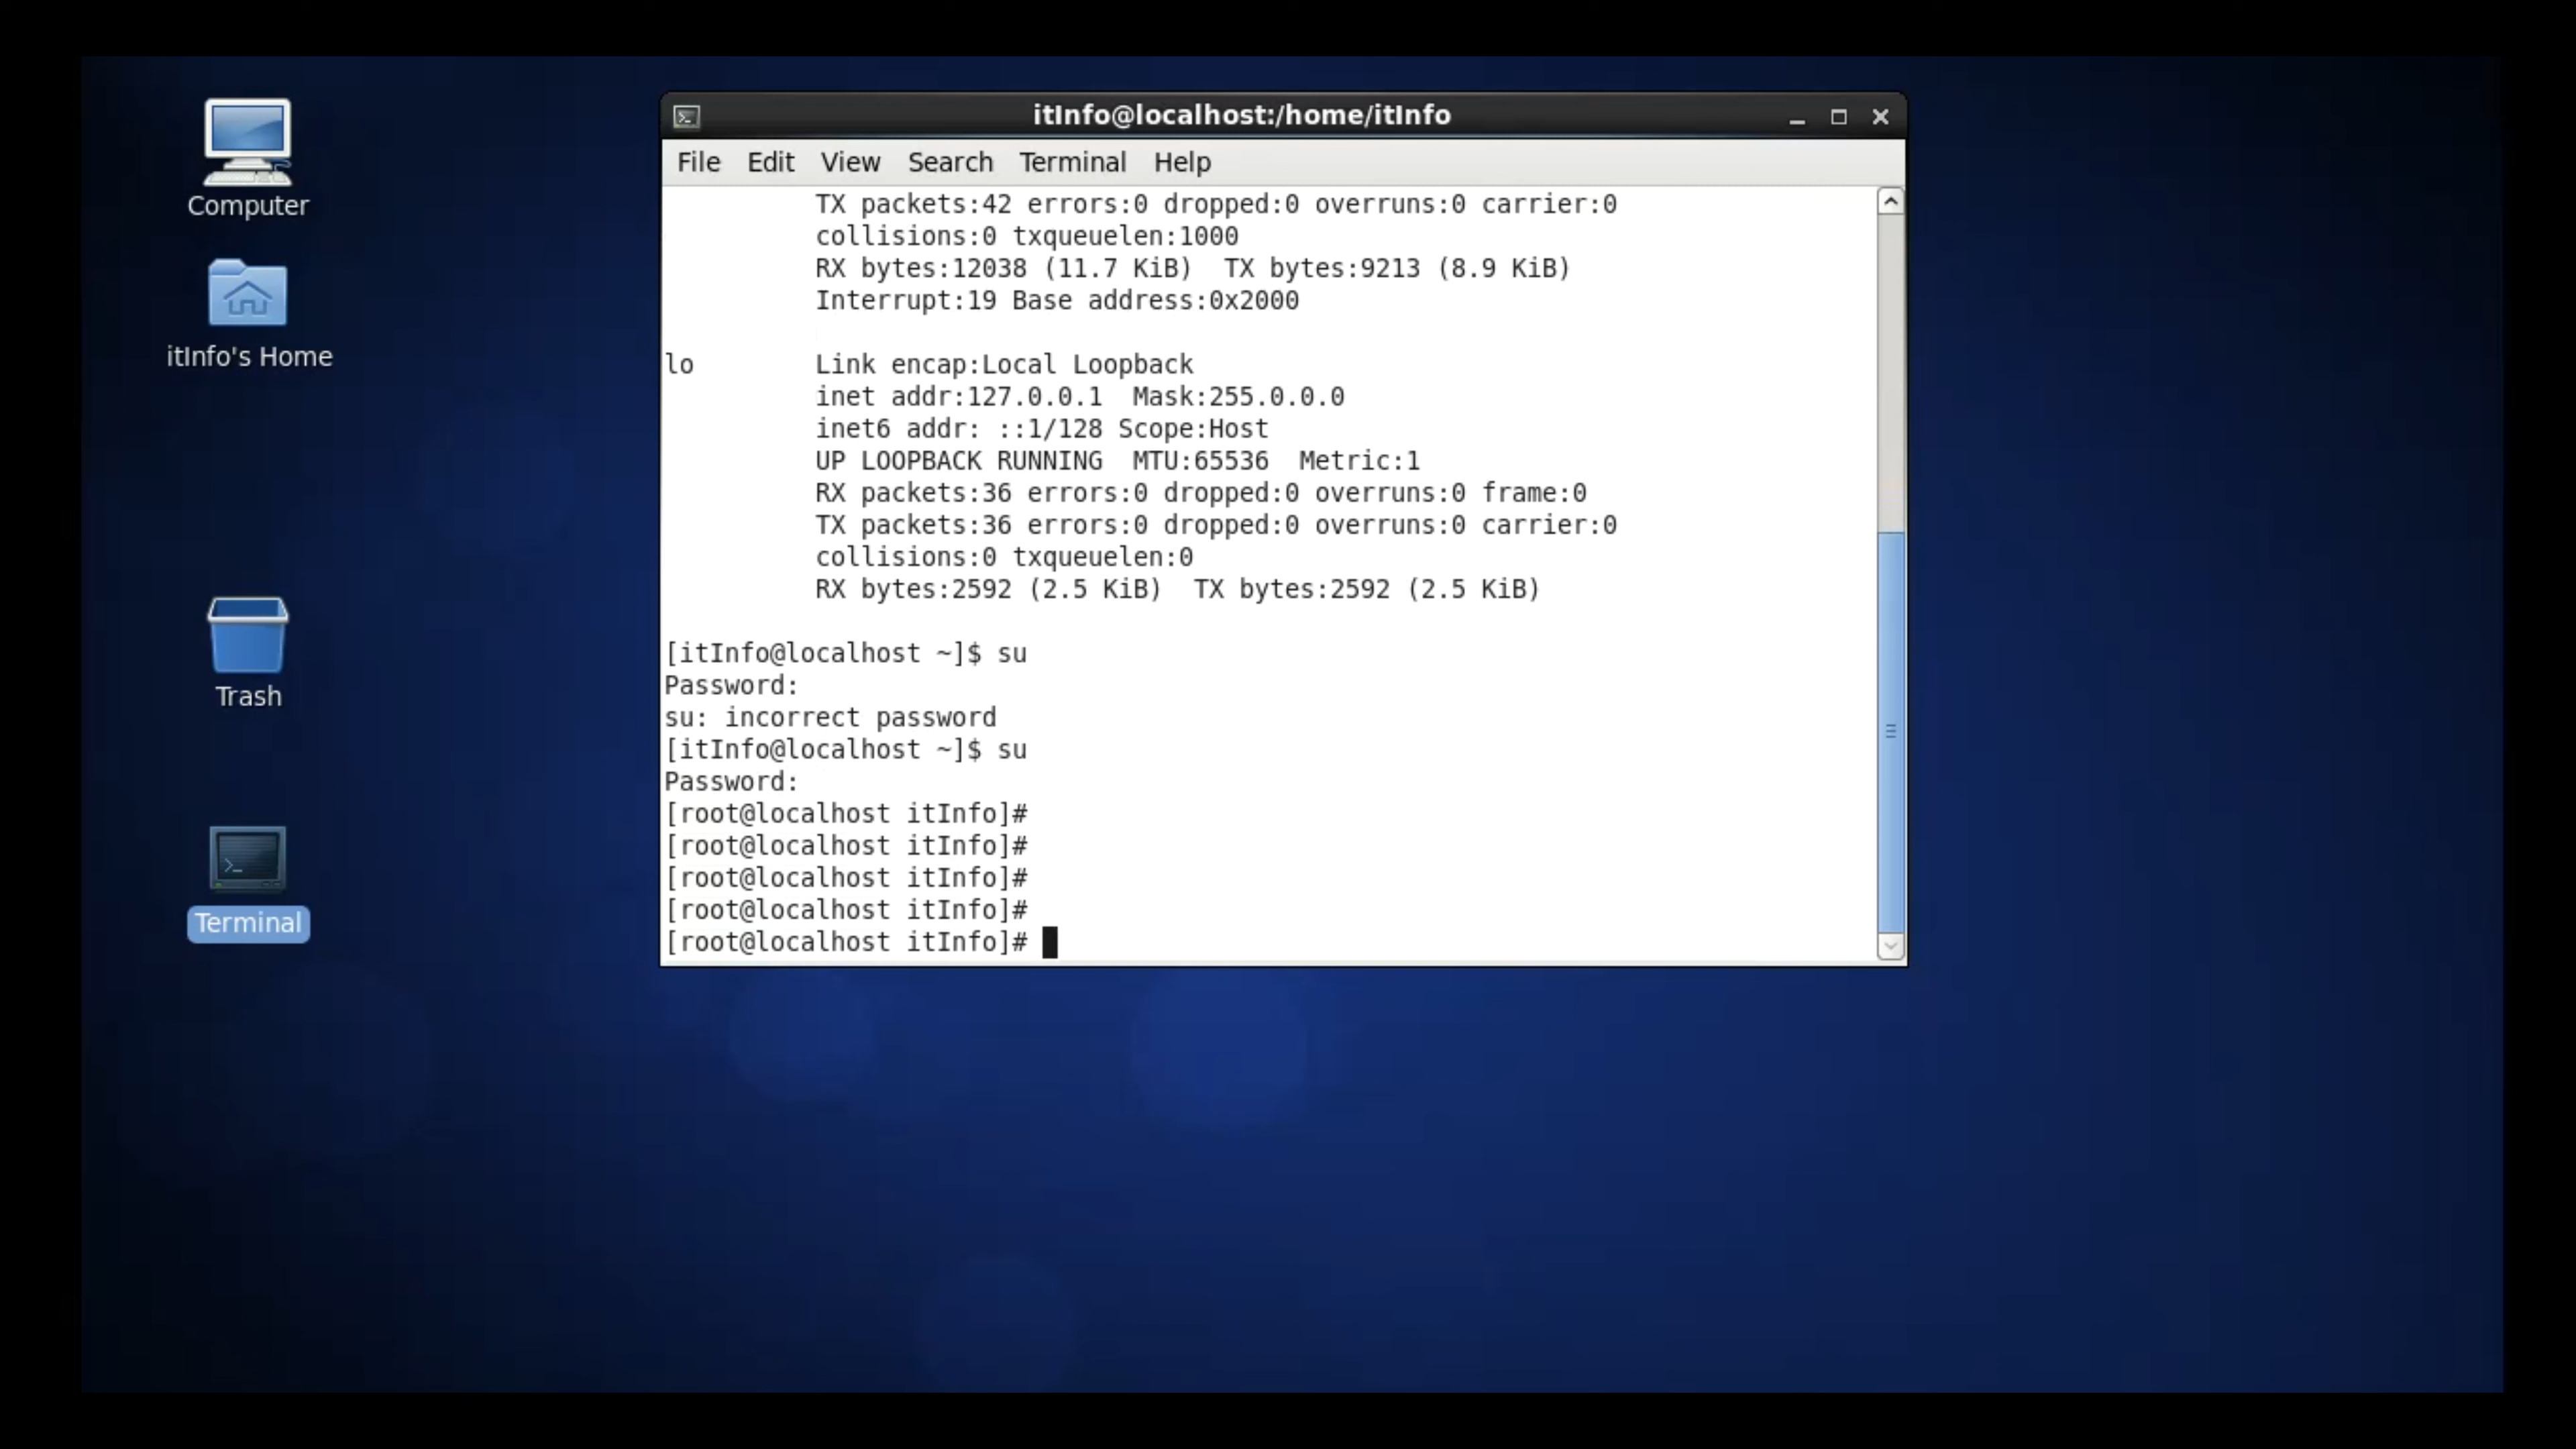 Computer
itInfo's Home
Trash
Terminal
itInfo@localhost:/home/itInfo
File Edit View Search Terminal Help
TX packets:42 errors:0 dropped:0 overruns:0 carrier:0
collisions:0 txqueuelen:1000
RX bytes:12038 (11.7 KiB)  TX bytes:9213 (8.9 KiB)
Interrupt:19 Base address:0x2000
lo        Link encap:Local Loopback
inet addr:127.0.0.1  Mask:255.0.0.0
inet6 addr: ::1/128 Scope:Host
UP LOOPBACK RUNNING  MTU:65536  Metric:1
RX packets:36 errors:0 dropped:0 overruns:0 frame:0
TX packets:36 errors:0 dropped:0 overruns:0 carrier:0
collisions:0 txqueuelen:0
RX bytes:2592 (2.5 KiB)  TX bytes:2592 (2.5 KiB)
[itInfo@localhost ~]$ su
Password:
su: incorrect password
[itInfo@localhost ~]$ su
Password:
[root@localhost itInfo]#
[root@localhost itInfo]#
[root@localhost itInfo]#
[root@localhost itInfo]#
[root@localhost itInfo]#